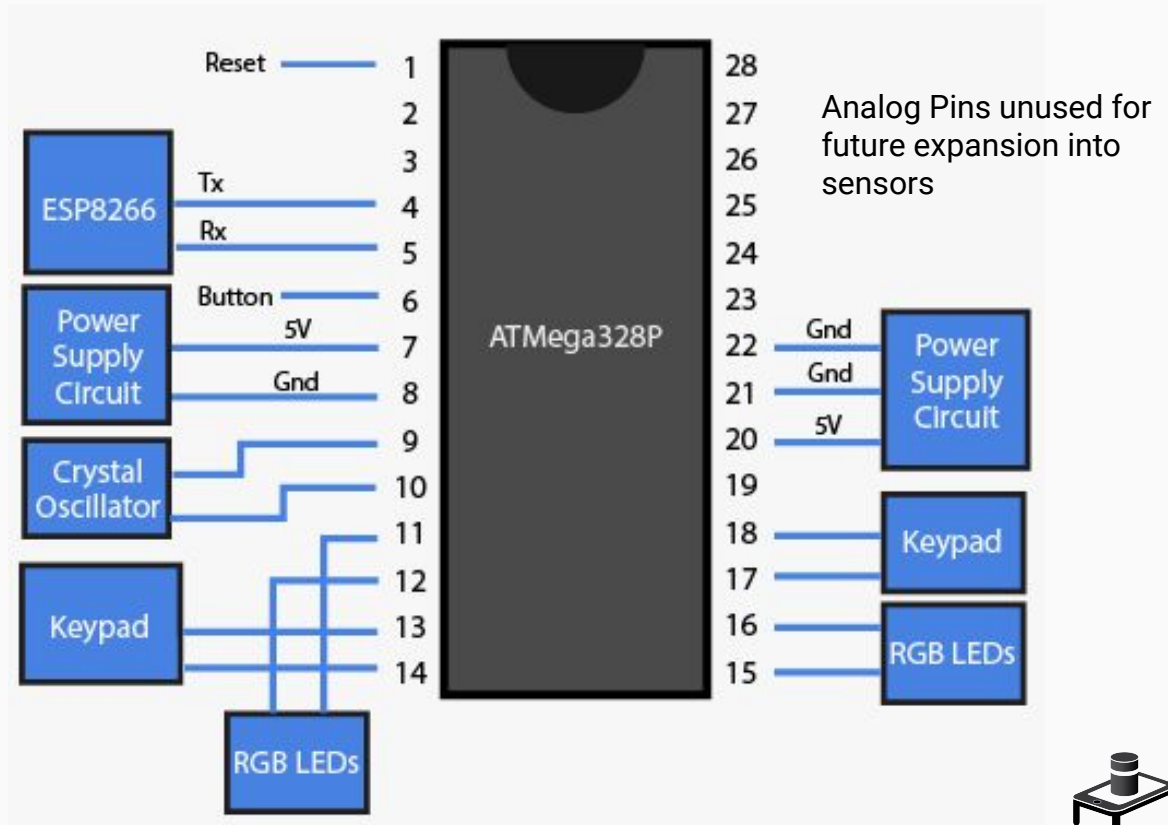 Reset
1
2
3
Tx
4
ESP8266
Rx
5
Button
6
Power
Supply
Circuit
5V
7
Gnd
8
9
Crystal
Oscillator
10
11
12
Keypad
13
14
RGB LEDs
ATMega328P
28
27
26
25
24
23
Analog Pins unused for
future expansion into
sensors
22
Gnd
21
Gnd
20
5V
Power
Supply
Circuit
19
18
17
Keypad
16
15
RGB LEDs